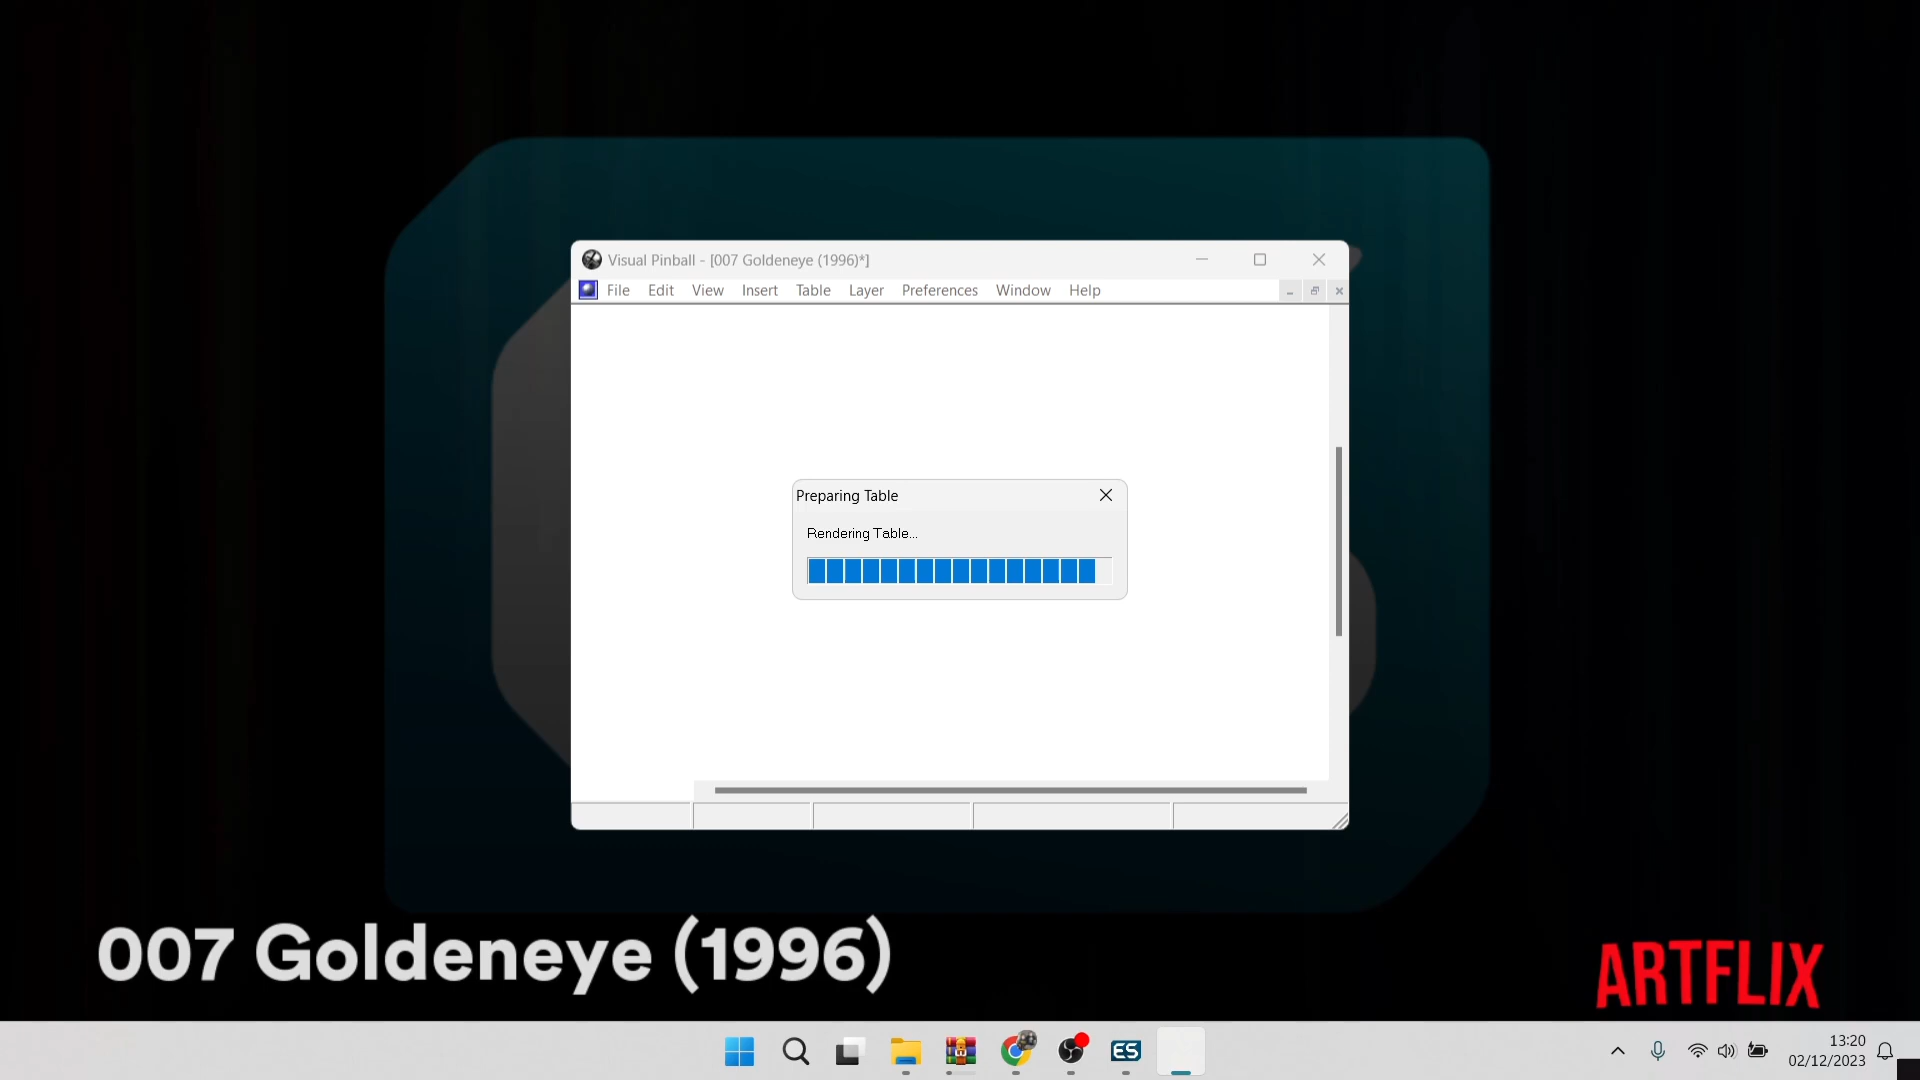 Visual Pinball - [007 Goldeneye (1996)*]
File Edit View Insert Table Layer Preferences Window Help
Preparing Table
Rendering Table...
007 Goldeneye (1996)
ARTFLIX
ES
13:20
02/12/2023